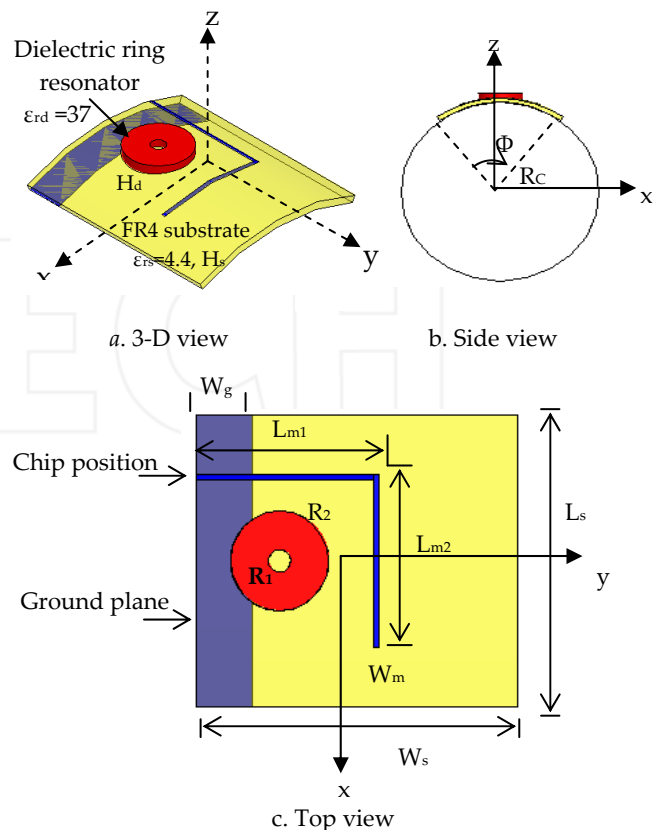 z
Dielectric ring
resonator
εrd =37
Hd
FR4 substrate
εrs=4.4, Hs
y
a. 3-D view
z
Φ
RC
x
b. Side view
Wg
Lm1
Chip position
R2
Lm2
Ls
R1
y
Ground plane
Wm
Ws
x
c. Top view